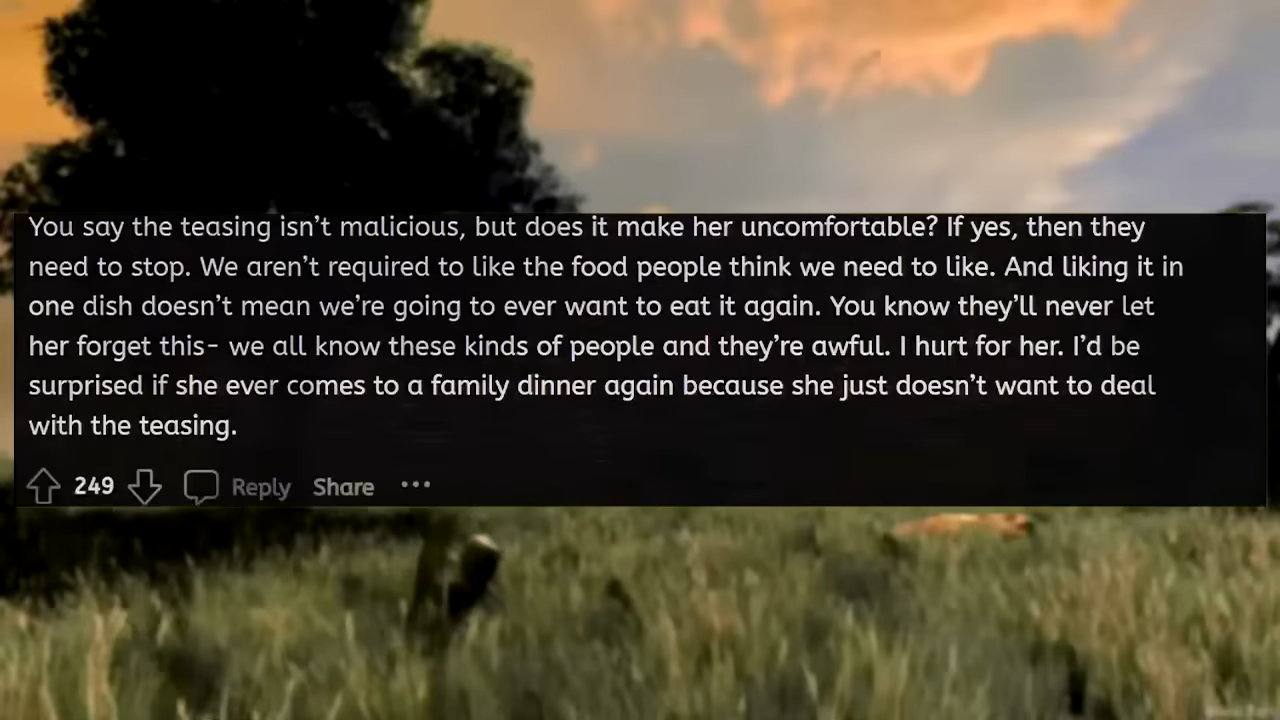 You say the teasing isn’t malicious, but does it make her uncomfortable? If yes, then they
need to stop. We aren’t required to like the food people think we need to like. And liking it in
one dish doesn’t mean we’re going to ever want to eat it again. You know they’ll never let
her forget this- we all know these kinds of people and they’re awful. I hurt for her. I’d be
surprised if she ever comes to a family dinner again because she just doesn’t want to deal
with the teasing.
249 Reply Share •••